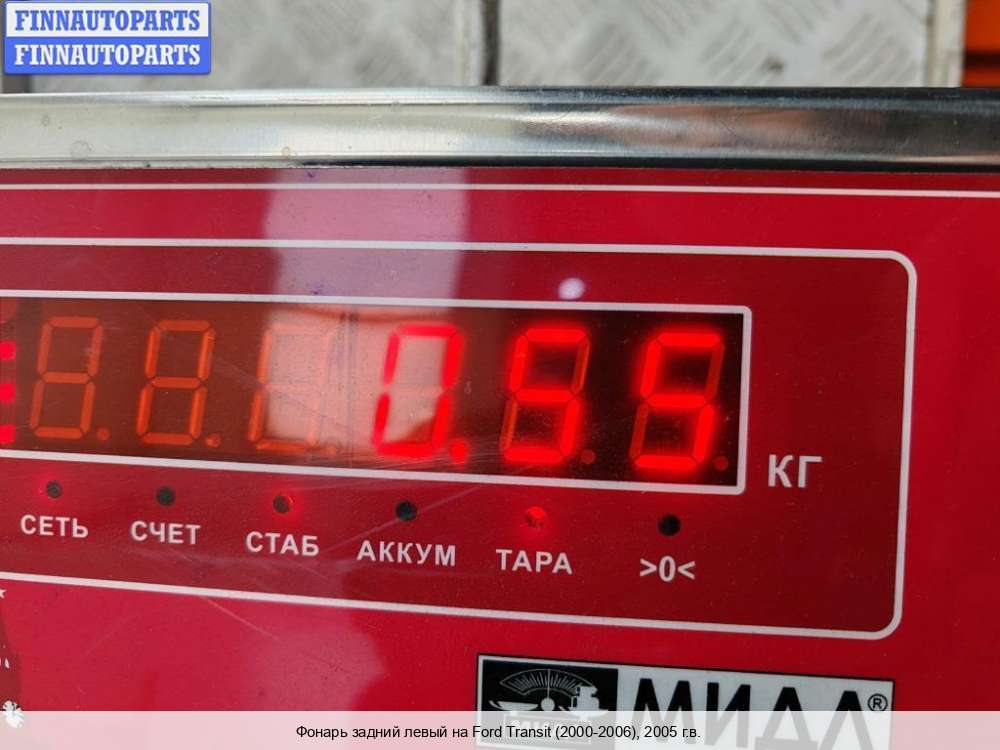 FINNAUTOPARTS
FINNAUTOPARTS
0.55
КГ
СЕТЬ СЧЕТ СТАБ АККУМ ТАРА >0<
МИДЛ®
Фонарь задний левый на Ford Transit (2000-2006), 2005 г.в.